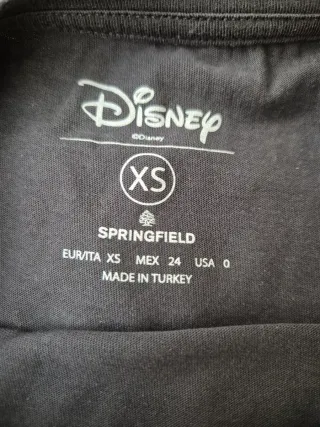 Disney
©Disney
XS
SPRINGFIELD
EUR/ITA XS MEX 24 USA 0
MADE IN TURKEY